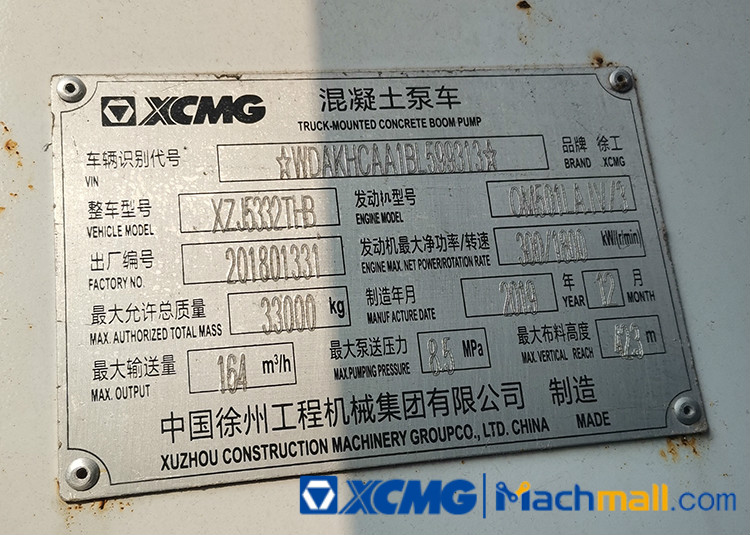 XCMG 混凝土泵车
TRUCK-MOUNTED CONCRETE BOOM PUMP
车辆识别代号 ☆WDAKHCAA1BL599313☆ 品牌 徐工
VIN BRAND XCMG
整车型号 XZJ5332THB 发动机型号
VEHICLE MODEL ENGINE MODEL
出厂编号 201801331 发动机最大净功率/转速 300/1800 kW/(r/min)
FACTORY NO. ENGINE MAX. NET POWER/ROTATION RATE
最大允许总质量 33000 kg 制造年月 2019 年 12 月
MAX. AUTHORIZED TOTAL MASS MANUFACTURE DATE YEAR MONTH
最大输送量 164 m³/h 最大泵送压力 8.5 MPa 最大布料高度 m
MAX. OUTPUT MAX.PUMPING PRESSURE MAX. VERTICAL REACH
中国徐州工程机械集团有限公司 制造
XUZHOU CONSTRUCTION MACHINERY GROUPCO., LTD. CHINA MADE
XCMG Machmall.com